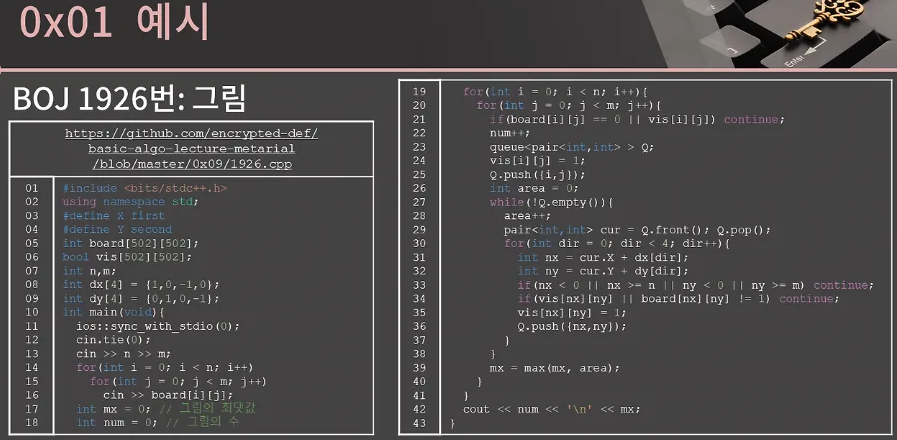 0x01 예시
BOJ 1926번: 그림
https://github.com/encrypted-def/
basic-algo-lecture-metarial
/blob/master/0x09/1926.cpp
01 #include <bits/stdc++.h>
02 using namespace std;
03 #define X first
04 #define Y second
05 int board[502][502];
06 bool vis[502][502];
07 int n,m;
08 int dx[4] = {1,0,-1,0};
09 int dy[4] = {0,1,0,-1};
10 int main(void){
11 ios::sync_with_stdio(0);
12 cin.tie(0);
13 cin >> n >> m;
14 for(int i = 0; i < n; i++)
15 for(int j = 0; j < m; j++)
16 cin >> board[i][j];
17 int mx = 0; // 그림의 최댓값
18 int num = 0; // 그림의 수
19 for(int i = 0; i < n; i++){
20 for(int j = 0; j < m; j++){
21 if(board[i][j] == 0 || vis[i][j]) continue;
22 num++;
23 queue<pair<int,int> > Q;
24 vis[i][j] = 1;
25 Q.push({i,j});
26 int area = 0;
27 while(!Q.empty()){
28 area++;
29 pair<int,int> cur = Q.front(); Q.pop();
30 for(int dir = 0; dir < 4; dir++){
31 int nx = cur.X + dx[dir];
32 int ny = cur.Y + dy[dir];
33 if(nx < 0 || nx >= n || ny < 0 || ny >= m) continue;
34 if(vis[nx][ny] || board[nx][ny] != 1) continue;
35 vis[nx][ny] = 1;
36 Q.push({nx,ny});
37 }
38 }
39 mx = max(mx, area);
40 }
41 }
42 cout << num << '\n' << mx;
43 }
Enter